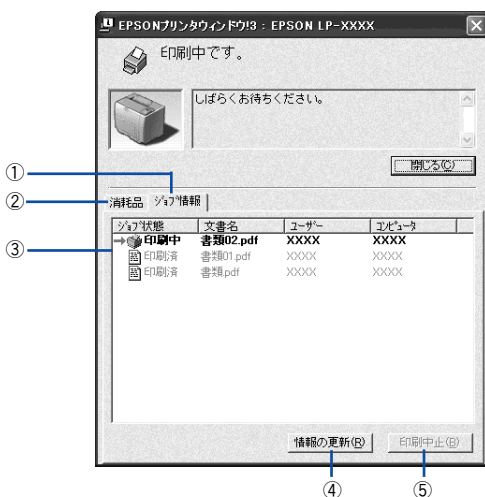 EPSONプリンタウィンドウ!3 : EPSON LP-XXXX
印刷中です。
しばらくお待ちください。
閉じる(C)
①
②
消耗品 ジョブ情報
③
ジョブ状態 文書名 ユーザー コンピュータ
印刷中 書類02.pdf XXXX XXXX
印刷済 書類01.pdf XXXX XXXX
印刷済 書類.pdf XXXX XXXX
情報の更新(R) 印刷中止(B)
④ ⑤